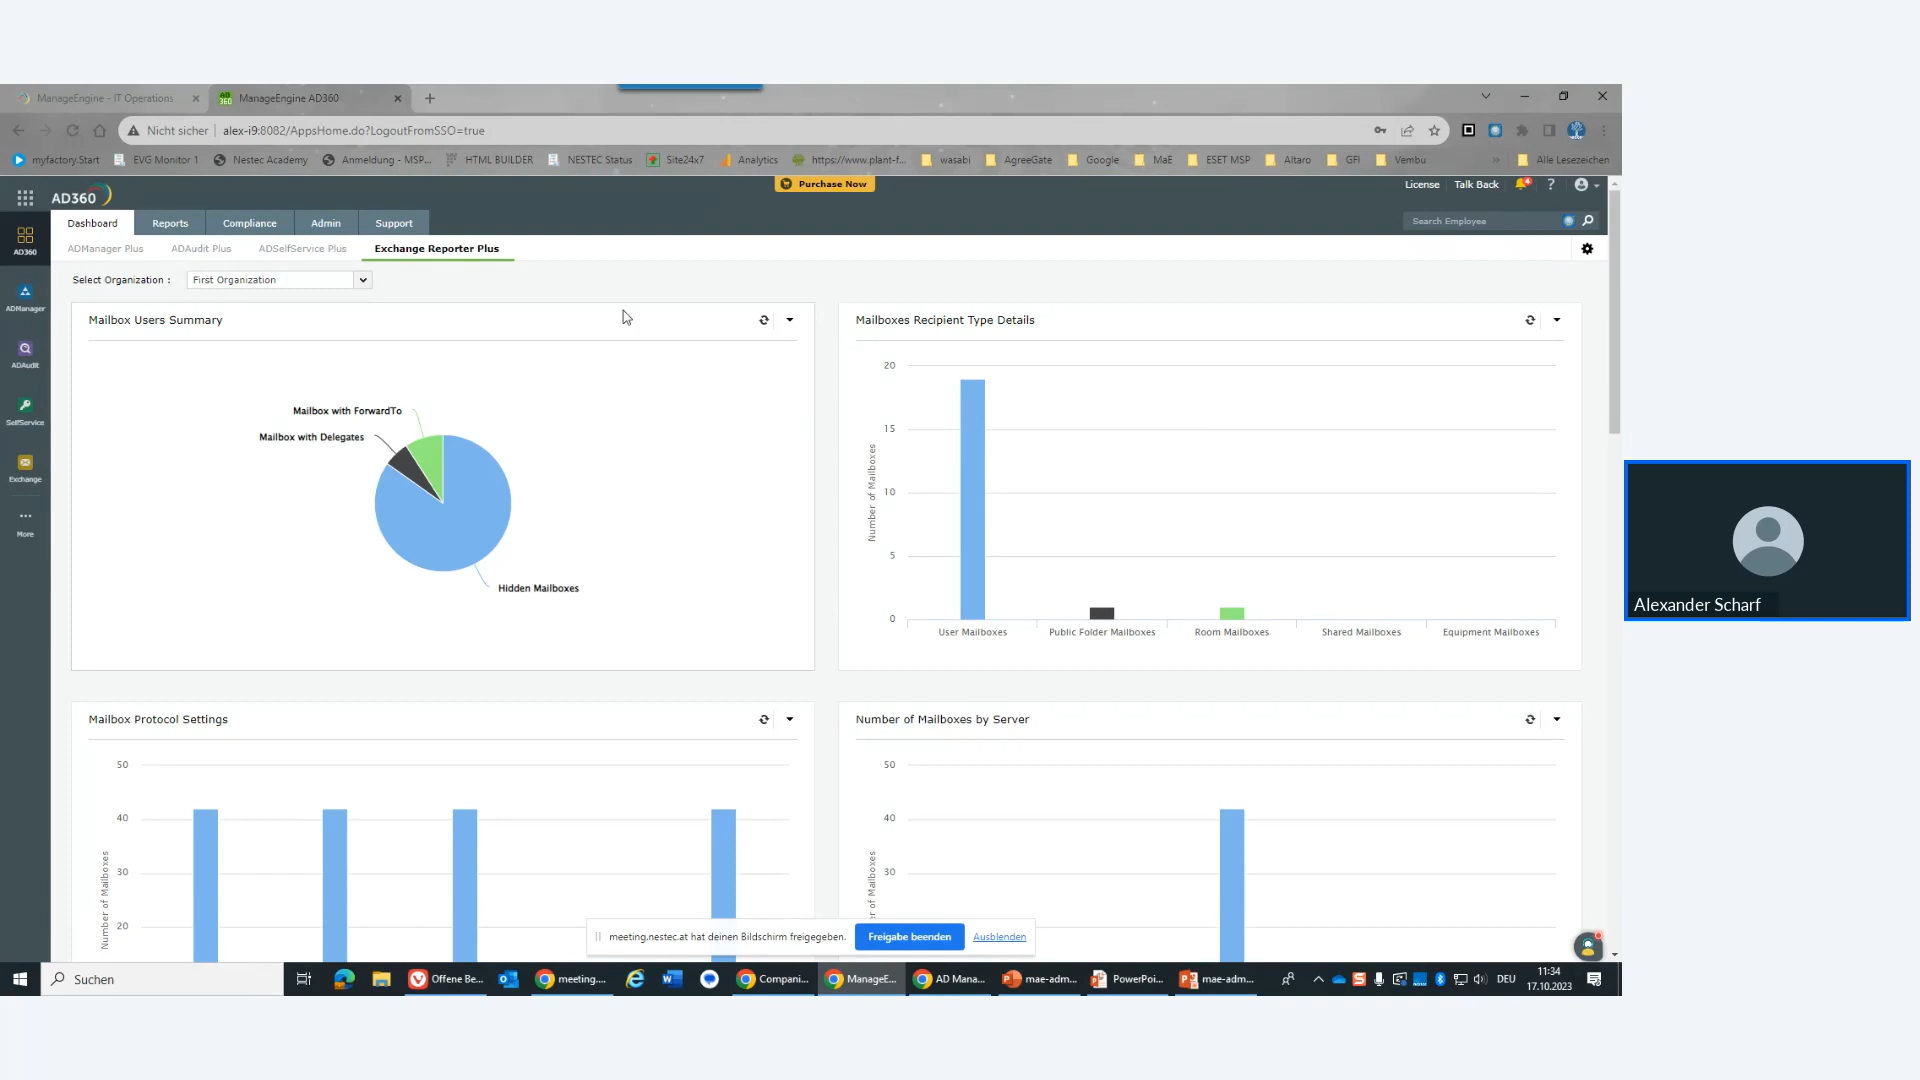 ManageEngine - IT Operations
ManageEngine AD360
Nicht sicher alex-i9:8082/AppsHome.do?LogoutFromSSO=true
myfactory.Start EVG Monitor 1 Nestec Academy Anmeldung - MSP... HTML BUILDER NESTEC Status Site24x7 Analytics https://www.plant-f... wasabi AgreeGate Google MaE ESET MSP Altaro GFI Vembu » Alle Lesezeichen
AD360 Purchase Now License Talk Back 4 ?
Dashboard Reports Compliance Admin Support Search Employee
ADManager Plus ADAudit Plus ADSelfService Plus Exchange Reporter Plus
AD360
ADManager
ADAudit
SelfService
Exchange
More
Select Organization : First Organization
Mailbox Users Summary
Mailbox with ForwardTo
Mailbox with Delegates
Hidden Mailboxes
Mailboxes Recipient Type Details
Number of Mailboxes
20
15
10
5
0
User Mailboxes Public Folder Mailboxes Room Mailboxes Shared Mailboxes Equipment Mailboxes
Mailbox Protocol Settings
Number of Mailboxes
50
40
30
20
Number of Mailboxes by Server
of Mailboxes
50
40
30
meeting.nestec.at hat deinen Bildschirm freigegeben. Freigabe beenden Ausblenden
Alexander Scharf
Suchen Offene Be... meeting.... Compani... ManageE... AD Mana... mae-adm... PowerPoi... mae-adm... DEU 11:34
17.10.2023